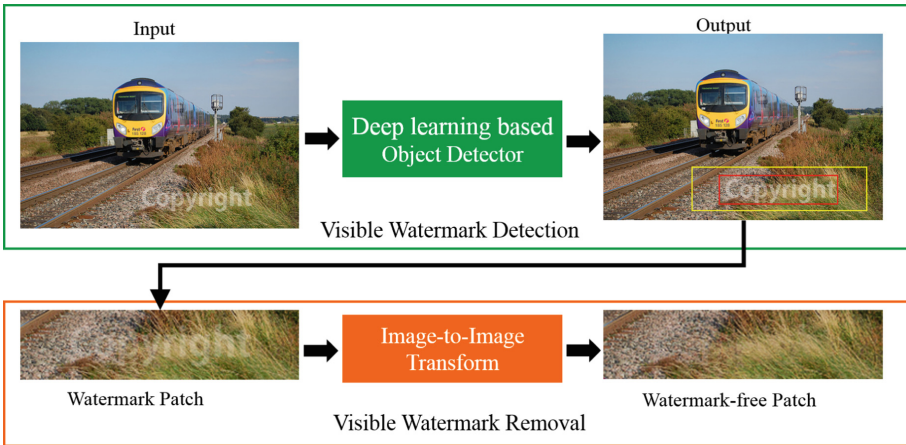 Input
Output
Deep learning based
Object Detector
Copyright
Copyright
Visible Watermark Detection
Copyright
Image-to-Image
Transform
Watermark Patch
Watermark-free Patch
Visible Watermark Removal